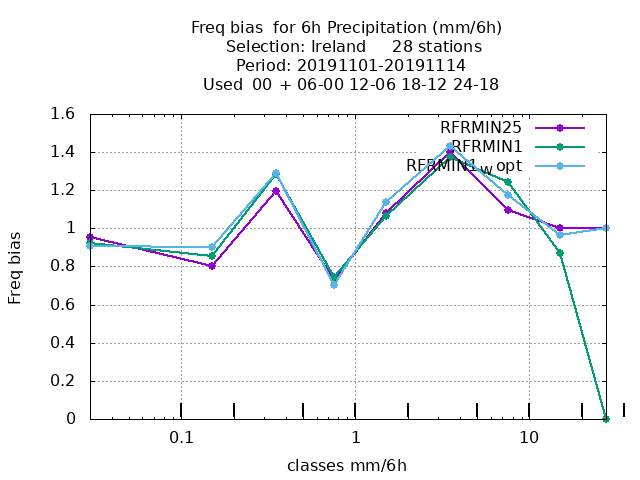 Freq bias  for 6h Precipitation (mm/6h)
Selection: Ireland     28 stations
Period: 20191101-20191114
Used  00  + 06-00 12-06 18-12 24-18
RFRMIN25
RFRMIN1
RFRMIN1w opt
Freq bias
1.6
1.4
1.2
1
0.8
0.6
0.4
0.2
0
0.1 1 10
classes mm/6h